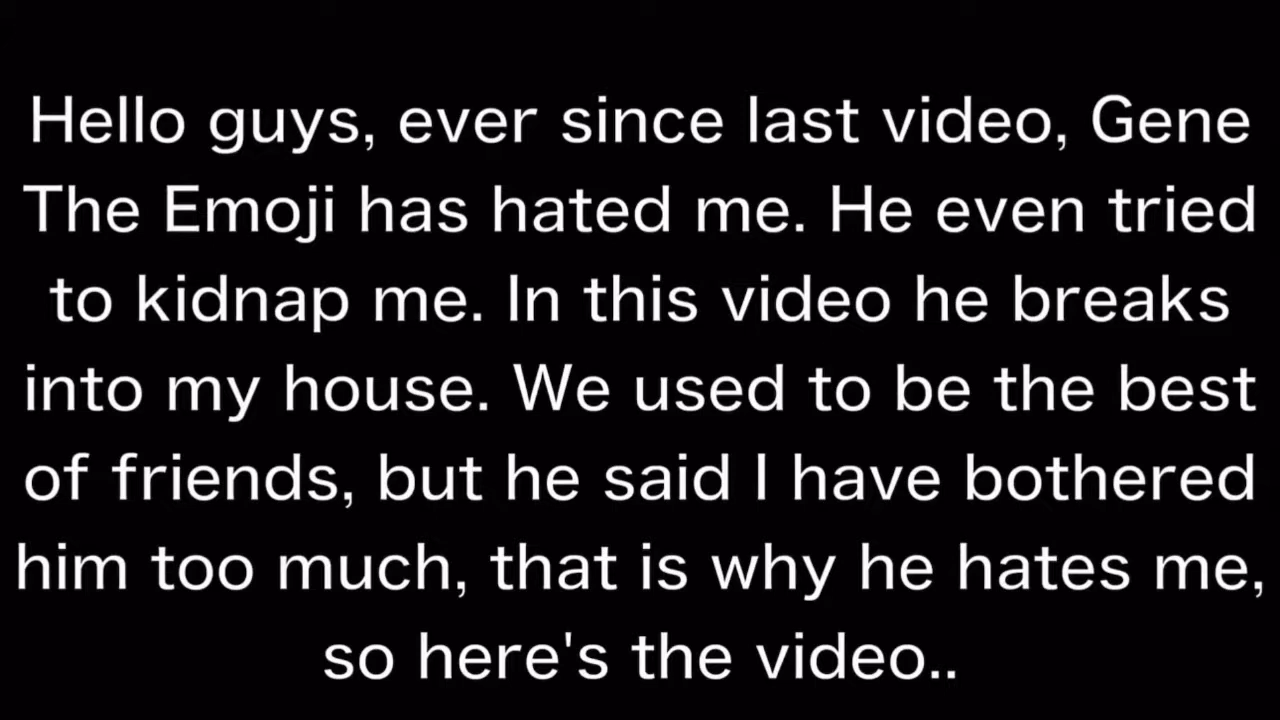 Hello guys, ever since last video, Gene
The Emoji has hated me. He even tried
to kidnap me. In this video he breaks
into my house. We used to be the best
of friends, but he said I have bothered
him too much, that is why he hates me,
so here's the video..